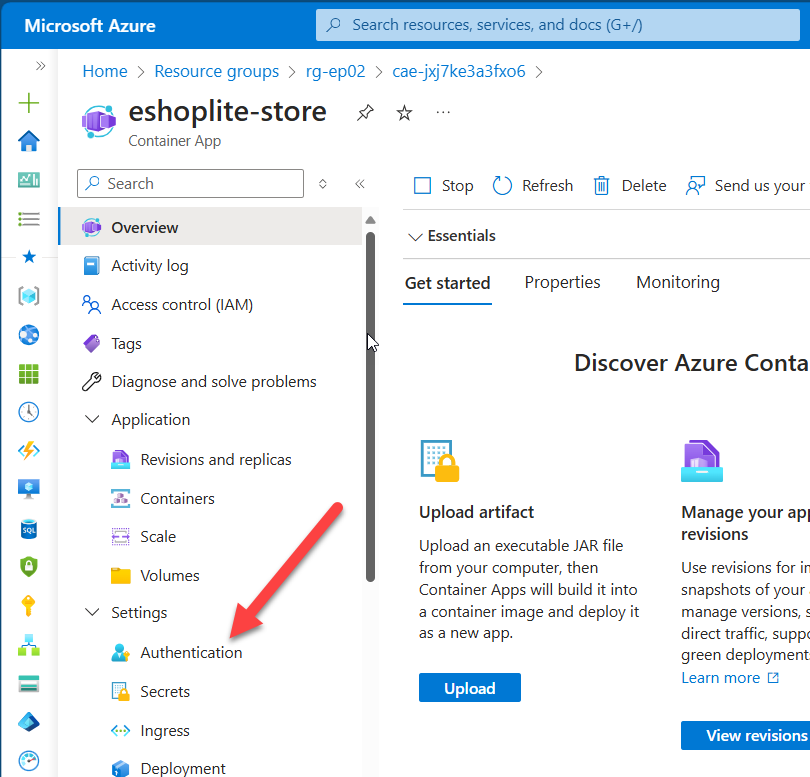 Microsoft Azure
Search resources, services, and docs (G+/)
Home > Resource groups > rg-ep02 > cae-jxj7ke3a3fxo6 >
eshoplite-store
Container App
Search
Overview
Activity log
Access control (IAM)
Tags
Diagnose and solve problems
Application
Revisions and replicas
Containers
Scale
Volumes
Settings
Authentication
Secrets
Ingress
Deployment
Stop Refresh Delete Send us your
Essentials
Get started Properties Monitoring
Discover Azure Conta
Upload artifact
Upload an executable JAR file
from your computer, then
Container Apps will build it into
a container image and deploy it
as a new app.
Upload
Manage your app
revisions
Use revisions for in
snapshots of your
manage versions, s
direct traffic, suppo
green deployments
Learn more
View revisions
SQL